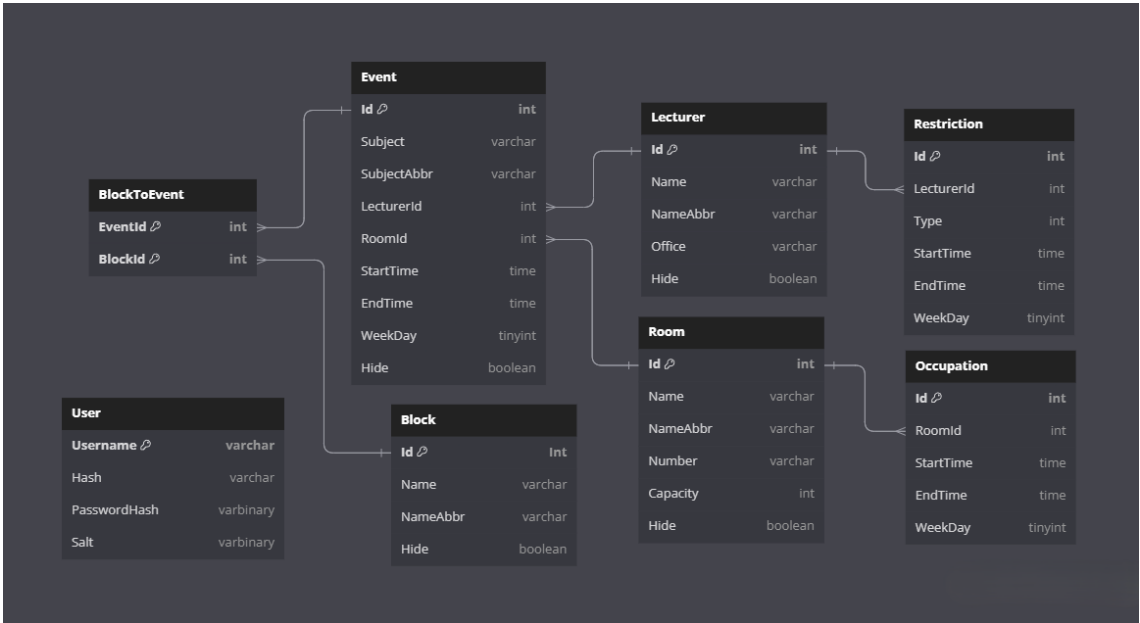 Event
Id int
Subject varchar
SubjectAbbr varchar
LecturerId int
RoomId int
StartTime time
EndTime time
WeekDay tinyint
Hide boolean
BlockToEvent
EventId int
BlockId int
Lecturer
Id int
Name varchar
NameAbbr varchar
Office varchar
Hide boolean
Restriction
Id int
LecturerId int
Type int
StartTime time
EndTime time
WeekDay tinyint
Room
Id int
Name varchar
NameAbbr varchar
Number varchar
Capacity int
Hide boolean
Occupation
Id int
RoomId int
StartTime time
EndTime time
WeekDay tinyint
User
Username varchar
Hash varchar
PasswordHash varbinary
Salt varbinary
Block
Id Int
Name varchar
NameAbbr varchar
Hide boolean